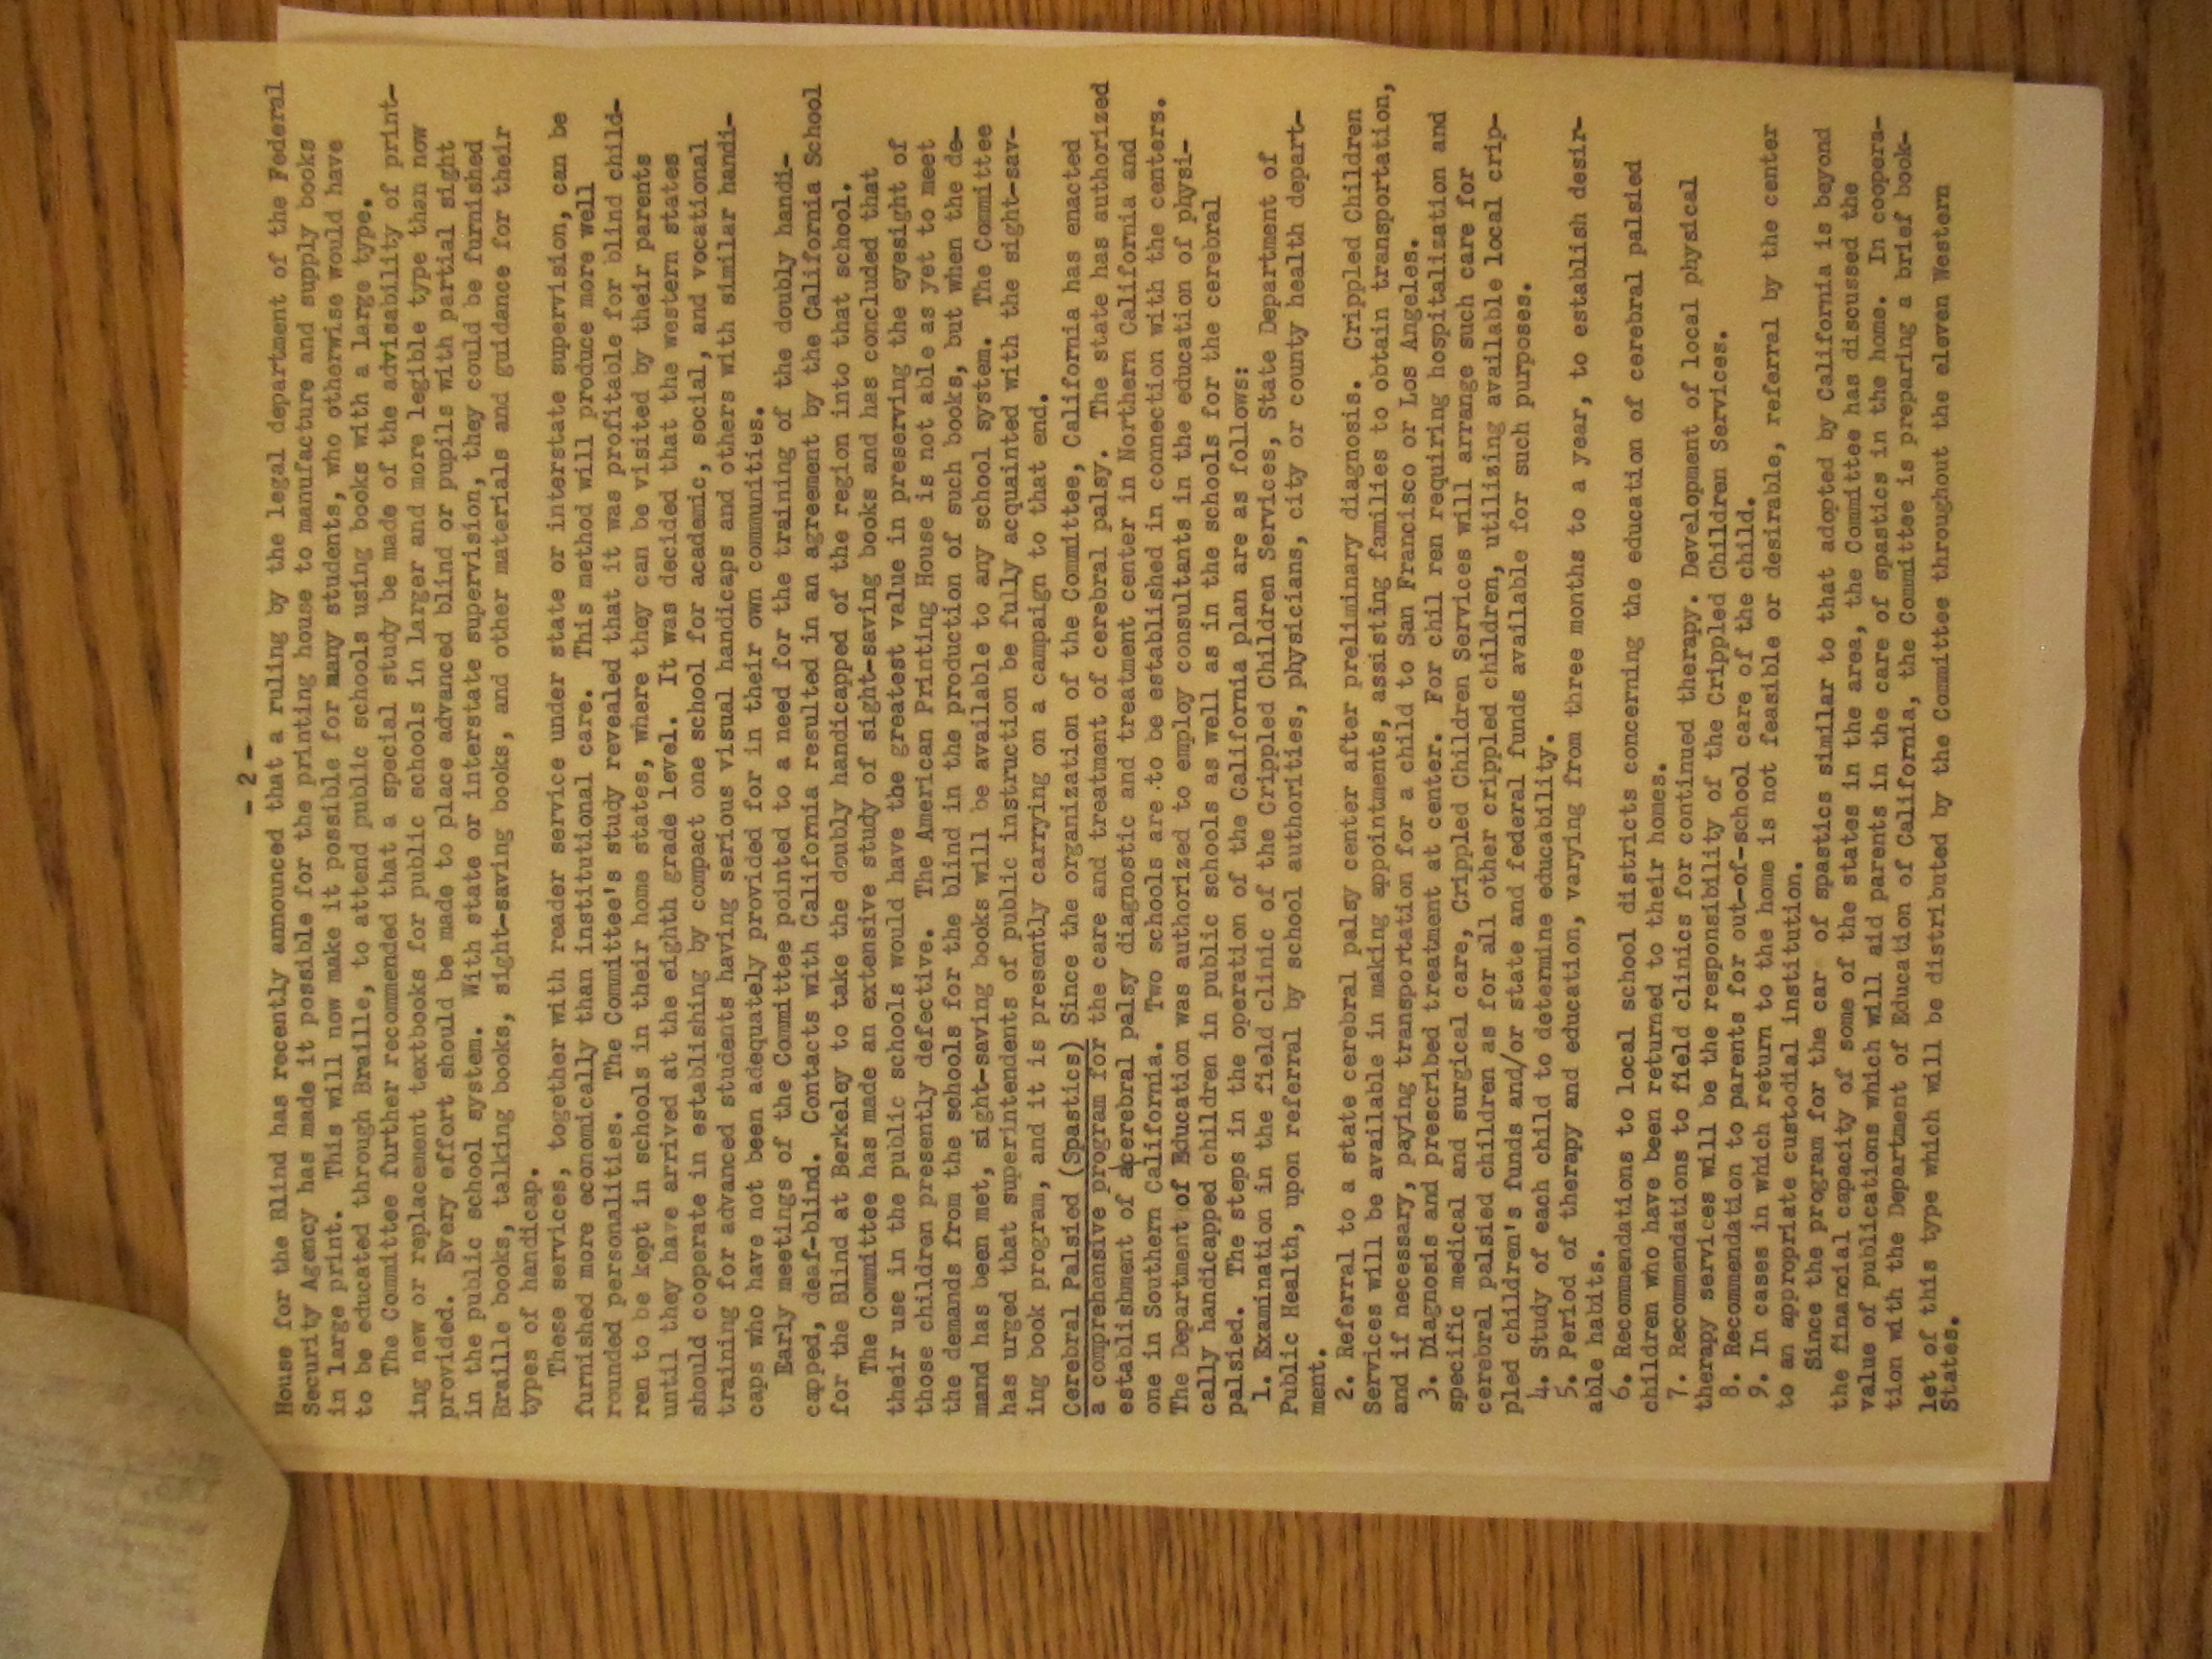 - 2 -
House for the Blind has recently announced that a ruling by the legal department of the Federal
Security Agency has made it possible for the printing house to manufacture and supply books
in large print. This will now make it possible for many students, who otherwise would have
to be educated through Braille, to attend public schools using books with a large type.
The Committee further recommended that a special study be made of the advisability of print-
ing new or replacement textbooks for public schools in larger and more legible type than now
provided. Every effort should be made to place advanced blind or pupils with partial sight
in the public school system. With state or interstate supervision, they could be furnished
Braille books, talking books, sight-saving books, and other materials and guidance for their
types of handicap.
These services, together with reader service under state or interstate supervision, can be
furnished more economically than institutional care. This method will produce more well
rounded personalities. The Committee's study revealed that it was profitable for blind child-
ren to be kept in schools in their home states, where they can be visited by their parents
until they have arrived at the eighth grade level. It was decided that the western states
should cooperate in establishing by compact one school for academic, social, and vocational
training for advanced students having serious visual handicaps and others with similar handi-
caps who have not been adequately provided for in their own communities.
Early meetings of the Committee pointed to a need for the training of the doubly handi-
capped, deaf-blind. Contacts with California resulted in an agreement by the California School
for the Blind at Berkeley to take the doubly handicapped of the region into that school.
The Committee has made an extensive study of sight-saving books and has concluded that
their use in the public schools would have the greatest value in preserving the eyesight of
those children presently defective. The American Printing House is not able as yet to meet
the demands from the schools for the blind in the production of such books, but when the de-
mand has been met, sight-saving books will be available to any school system. The Committee
has urged that superintendents of public instruction be fully acquainted with the sight-sav-
ing book program, and it is presently carrying on a campaign to that end.
Cerebral Palsied (Spastics) Since the organization of the Committee, California has enacted
a comprehensive program for the care and treatment of cerebral palsy. The state has authorized
establishment of acerebral palsy diagnostic and treatment center in Northern California and
one in Southern California. Two schools are to be established in connection with the centers.
The Department of Education was authorized to employ consultants in the education of physi-
cally handicapped children in public schools as well as in the schools for the cerebral
palsied. The steps in the operation of the California plan are as follows:
1. Examination in the field clinic of the Crippled Children Services, State Department of
Public Health, upon referral by school authorities, physicians, city or county health depart-
ment.
2. Referral to a state cerebral palsy center after preliminary diagnosis. Crippled Children
Services will be available in making appointments, assisting families to obtain transportation,
and if necessary, paying transportation for a child to San Francisco or Los Angeles.
3. Diagnosis and prescribed treatment at center. For chil ren requiring hospitalization and
specific medical and surgical care, Crippled Children Services will arrange such care for
cerebral palsied children as for all other crippled children, utilizing available local crip-
pled children's funds and/or state and federal funds available for such purposes.
4. Study of each child to determine educability.
5. Period of therapy and education, varying from three months to a year, to establish desir-
able habits.
6. Recommendations to local school districts concerning the education of cerebral palsied
children who have been returned to their homes.
7. Recommendations to field clinics for continued therapy. Development of local physical
therapy services will be the responsibility of the Crippled Children Services.
8. Recommendation to parents for out-of-school care of the child.
9. In cases in which return to the home is not feasible or desirable, referral by the center
to an appropriate custodial institution.
Since the program for the car of spastics similar to that adopted by California is beyond
the financial capacity of some of the states in the area, the Committee has discussed the
value of publications which will aid parents in the care of spastics in the home. In coopera-
tion with the Department of Education of California, the Committee is preparing a brief book-
let of this type which will be distributed by the Committee throughout the eleven Western
States.